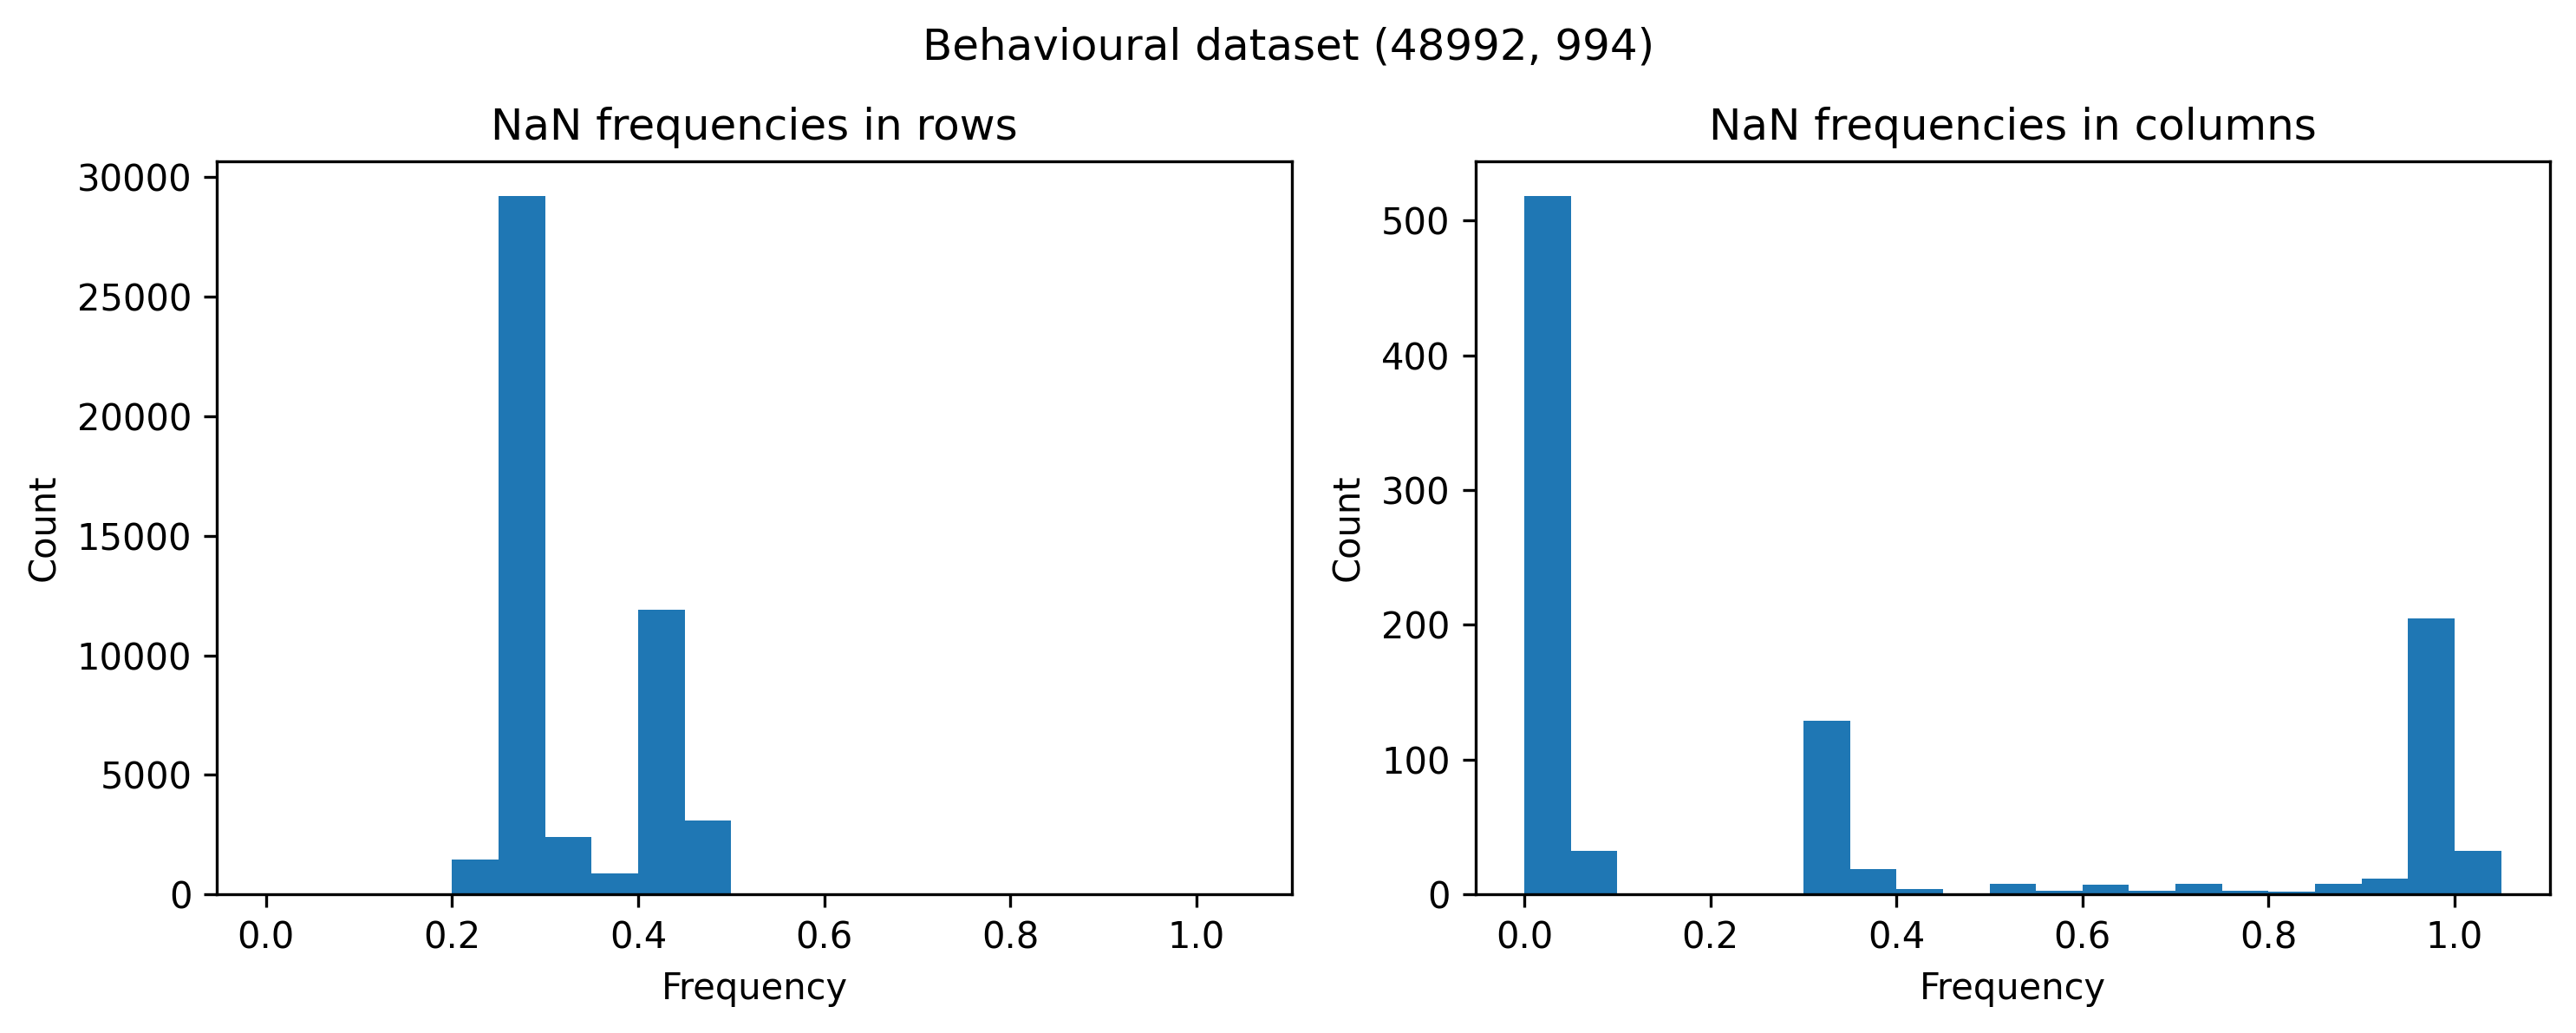 Behavioural dataset (48992, 994)
NaN frequencies in rows
30000
25000
20000
15000
10000
5000
0
Count
0.0 0.2 0.4 0.6 0.8 1.0
Frequency
NaN frequencies in columns
500
400
300
200
100
0
Count
0.0 0.2 0.4 0.6 0.8 1.0
Frequency